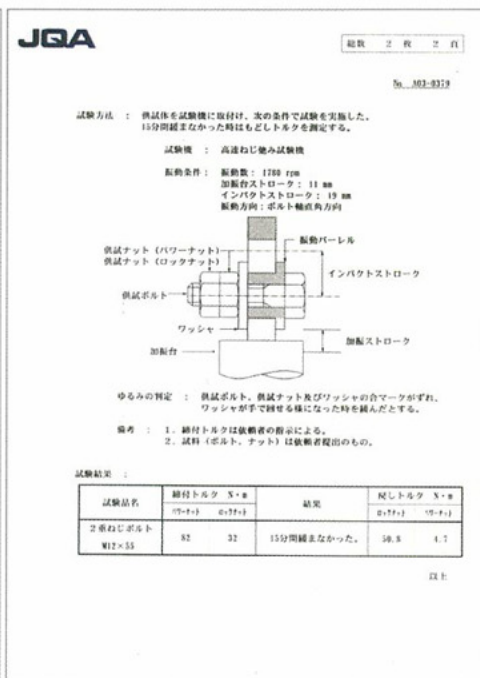 JQA
総数 2 枚 2 頁
No. A03-0379
試験方法 : 供試体を試験機に取付け、次の条件で試験を実施した。
15分間緩まなかった時はもどしトルクを測定する。
試験機 : 高速ねじ弛み試験機
振動条件: 振動数: 1780 rpm
加振台ストローク: 11 mm
インパクトストローク: 19 mm
振動方向:ボルト軸直角方向
供試ナット(パワーナット)
供試ナット(ロックナット)
振動バーレル
インパクトストローク
供試ボルト
ワッシャ
加振ストローク
加振台
ゆるみの判定 : 供試ボルト、供試ナット及びワッシャの合マークがずれ、
ワッシャが手で回せる様になった時を緩んだとする。
備考 : 1. 締付トルクは依頼者の指示による。
2. 試料(ボルト、ナット)は依頼者提出のもの。
試験結果 :
試験品名 締付トルク N・m 結果 戻しトルク N・m
パワーナット ロックナット ロックナット パワーナット
2重ねじボルト
M12×55 82 32 15分間緩まなかった。 50.8 4.7
以上